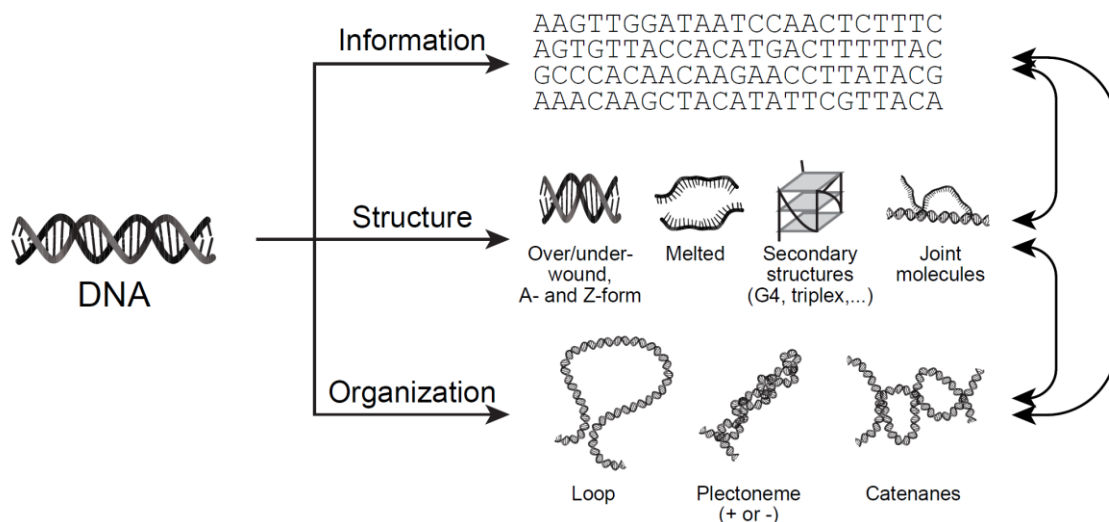 Information
AAGTTGGATAATCCAACTCTTTC
AGTGTTACCACATGACTTTTTAC
GCCCACAACAAGAACCTTATACG
AAACAAGCTACATATTCGTTACA
DNA
Structure
Over/under-
wound,
A- and Z-form
Melted
Secondary
structures
(G4, triplex,...)
Joint
molecules
Organization
Loop
Plectoneme
(+ or -)
Catenanes